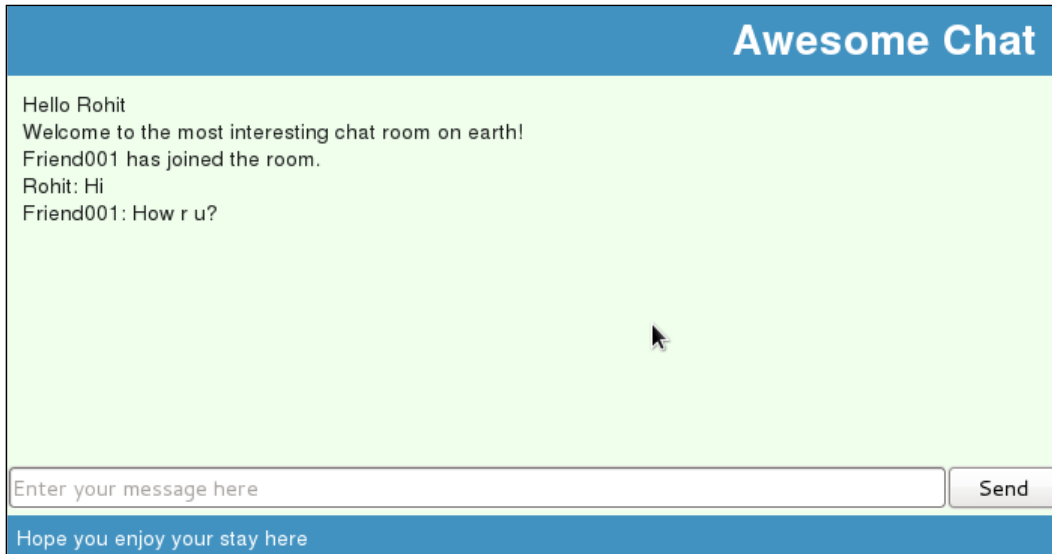 Awesome Chat
Hello Rohit
Welcome to the most interesting chat room on earth!
Friend001 has joined the room.
Rohit: Hi
Friend001: How r u?
Enter your message here
Send
Hope you enjoy your stay here